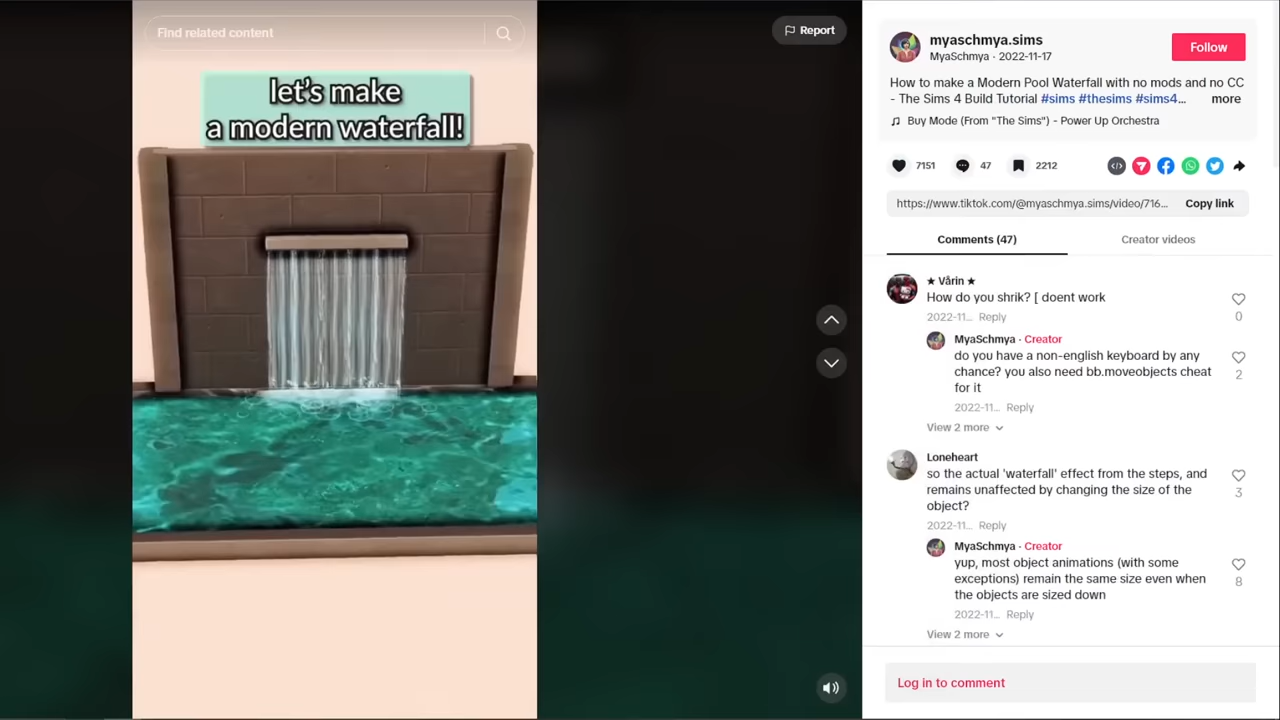 Find related content
Report
let's make
a modern waterfall!
myaschmya.sims
MyaSchmya · 2022-11-17
Follow
How to make a Modern Pool Waterfall with no mods and no CC
- The Sims 4 Build Tutorial #sims #thesims #sims4... more
Buy Mode (From "The Sims") - Power Up Orchestra
7151
47
2212
https://www.tiktok.com/@myaschmya.sims/video/716...
Copy link
Comments (47)
Creator videos
★ Vårin ★
How do you shrik? [ doent work
0
2022-11... Reply
MyaSchmya · Creator
do you have a non-english keyboard by any
chance? you also need bb.moveobjects cheat
for it
2
2022-11... Reply
View 2 more
Loneheart
so the actual 'waterfall' effect from the steps, and
remains unaffected by changing the size of the
object?
3
2022-11... Reply
MyaSchmya · Creator
yup, most object animations (with some
exceptions) remain the same size even when
the objects are sized down
8
2022-11... Reply
View 2 more
Log in to comment